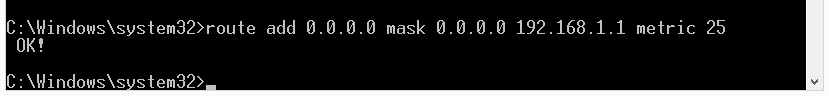 C:\Windows\system32>route add 0.0.0.0 mask 0.0.0.0 192.168.1.1 metric 25
 OK!
C:\Windows\system32>